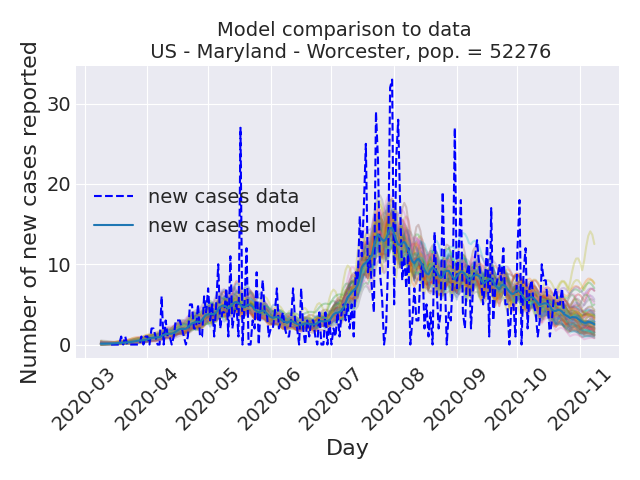 Model comparison to data
US - Maryland - Worcester, pop. = 52276
Number of new cases reported
30
20
10
0
new cases data
new cases model
2020-03
2020-04
2020-05
2020-06
2020-07
2020-08
2020-09
2020-10
2020-11
Day